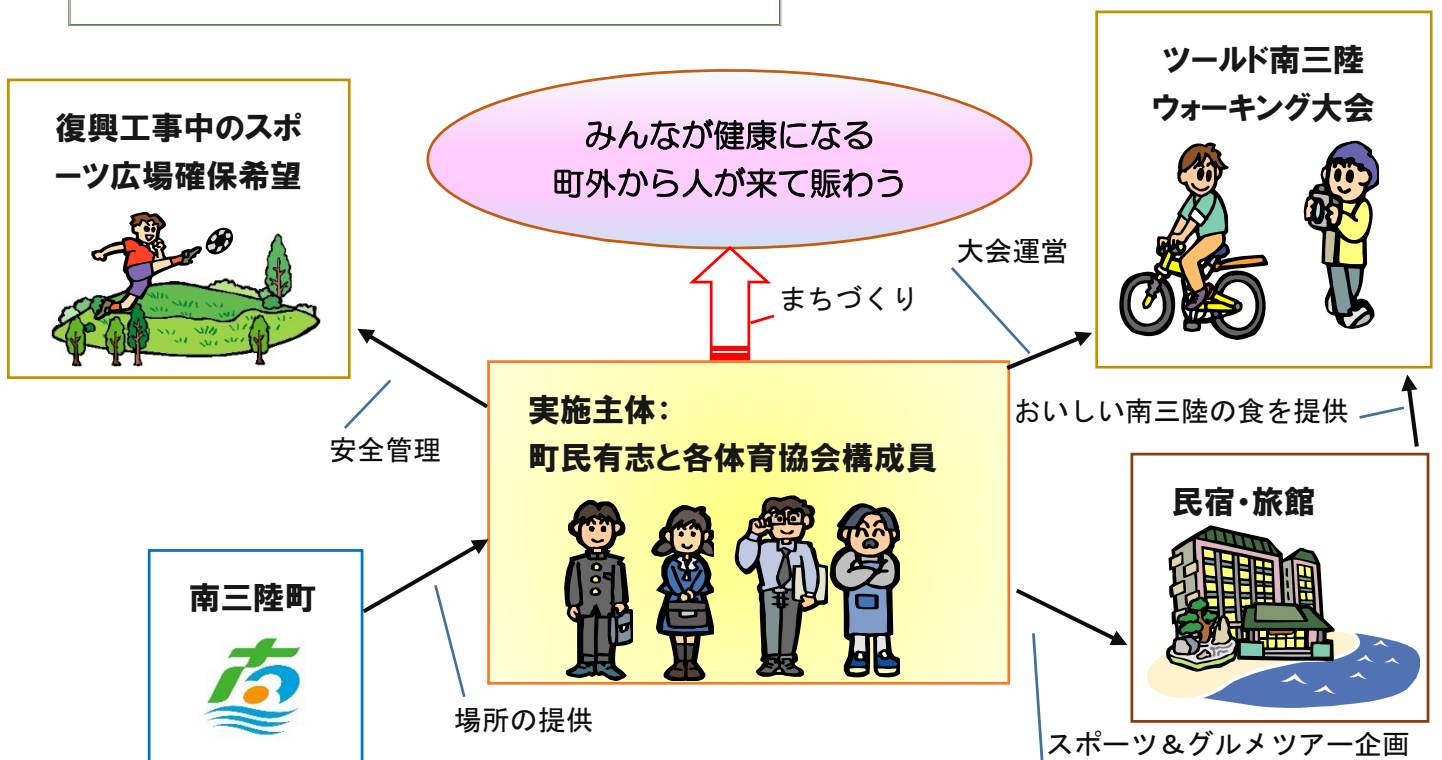 ツールド南三陸
ウォーキング大会
復興工事中のスポ
ーツ広場確保希望
みんなが健康になる
町外から人が来て賑わう
大会運営
まちづくり
実施主体：
町民有志と各体育協会構成員
おいしい南三陸の食を提供
安全管理
民宿・旅館
南三陸町
場所の提供
スポーツ＆グルメツアー企画